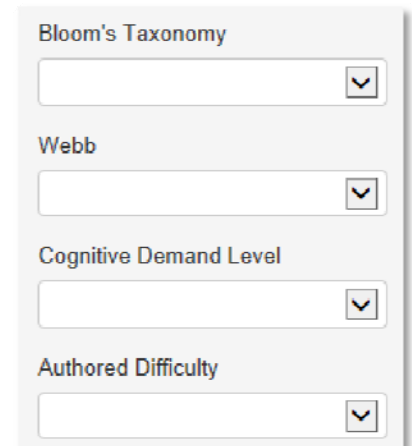 Bloom's Taxonomy
Webb
Cognitive Demand Level
Authored Difficulty